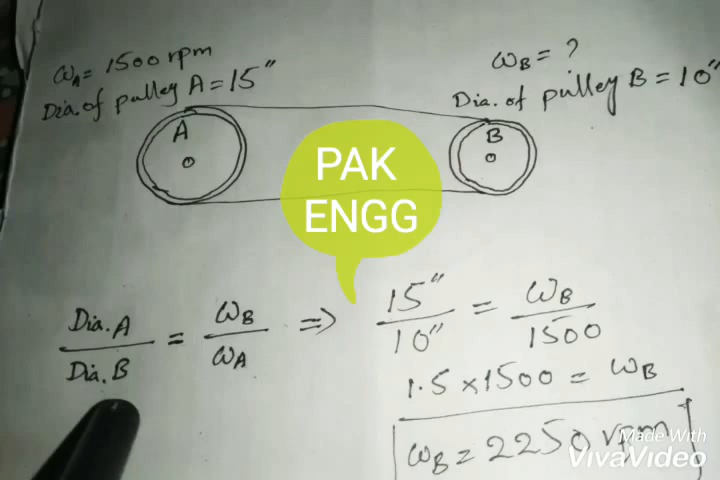 ωA = 1500 rpm
Dia. of pulley A = 15"
ωB = ?
Dia. of pulley B = 10"
A
B
PAK
ENGG
Dia. A / Dia. B = ωB / ωA => 15" / 10" = ωB / 1500
1.5 x 1500 = ωB
ωB = 2250 rpm
Made With
VivaVideo